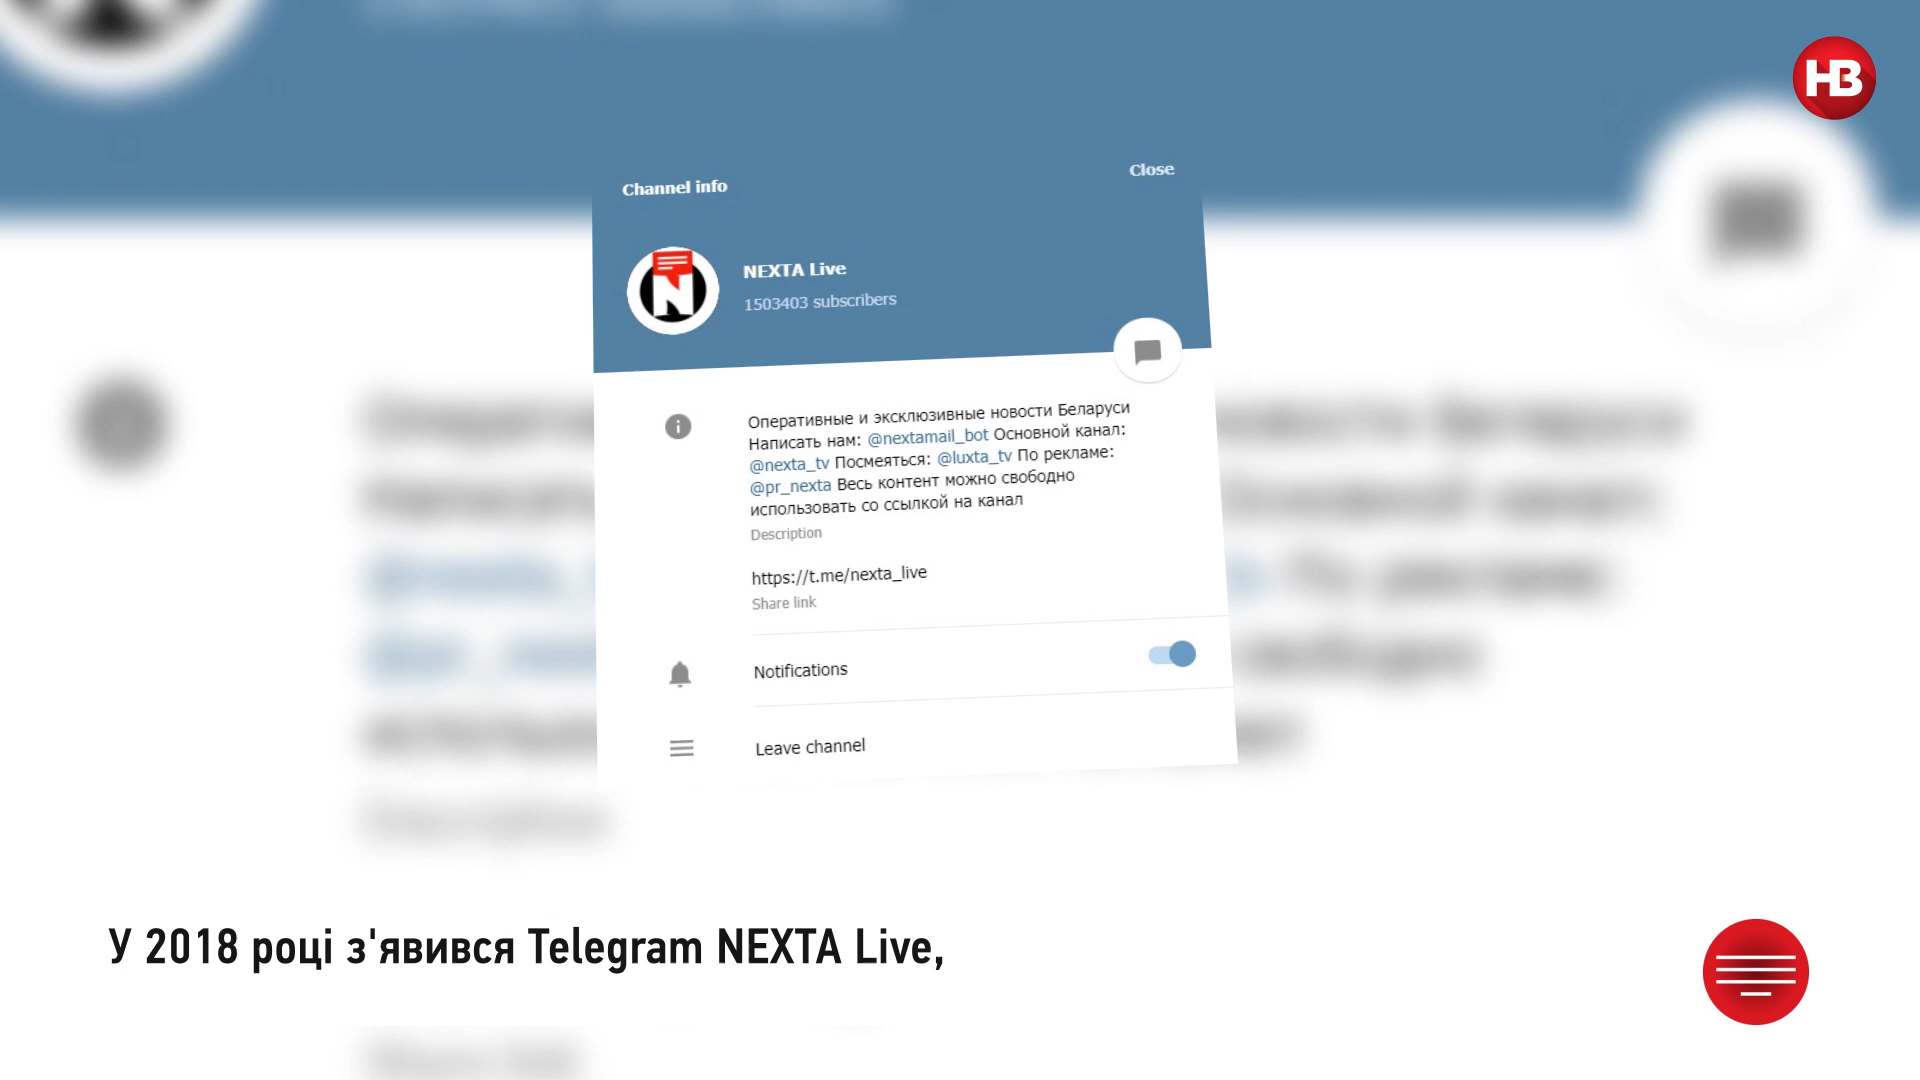 НВ
Channel info
Close
NEXTA Live
1503403 subscribers
Оперативные и эксклюзивные новости Беларуси
Написать нам: @nextamail_bot Основной канал:
@nexta_tv Посмеяться: @luxta_tv По рекламе:
@pr_nexta Весь контент можно свободно
использовать со ссылкой на канал
Description
https://t.me/nexta_live
Share link
Notifications
Leave channel
У 2018 році з'явився Telegram NEXTA Live,